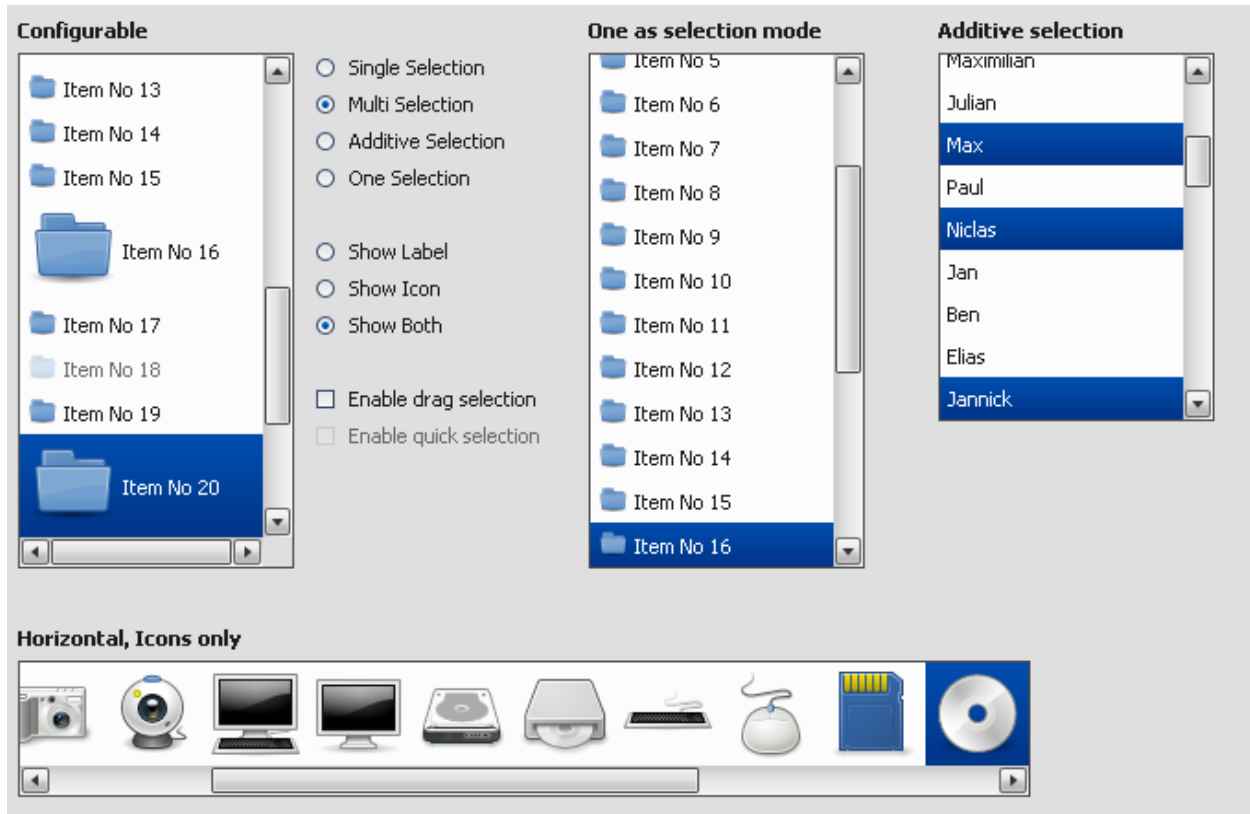 Configurable
Item No 13
Item No 14
Item No 15
Item No 16
Item No 17
Item No 18
Item No 19
Item No 20
Single Selection
Multi Selection
Additive Selection
One Selection
Show Label
Show Icon
Show Both
Enable drag selection
Enable quick selection
One as selection mode
Item No 5
Item No 6
Item No 7
Item No 8
Item No 9
Item No 10
Item No 11
Item No 12
Item No 13
Item No 14
Item No 15
Item No 16
Additive selection
Maximilian
Julian
Max
Paul
Niclas
Jan
Ben
Elias
Jannick
Horizontal, Icons only